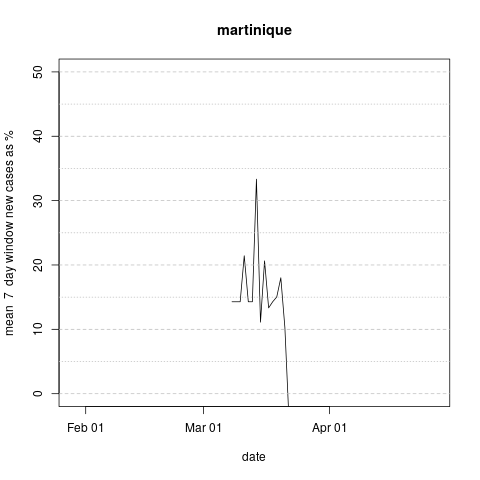 martinique
mean 7 day window new cases as %
50
40
30
20
10
0
Feb 01
Mar 01
Apr 01
date